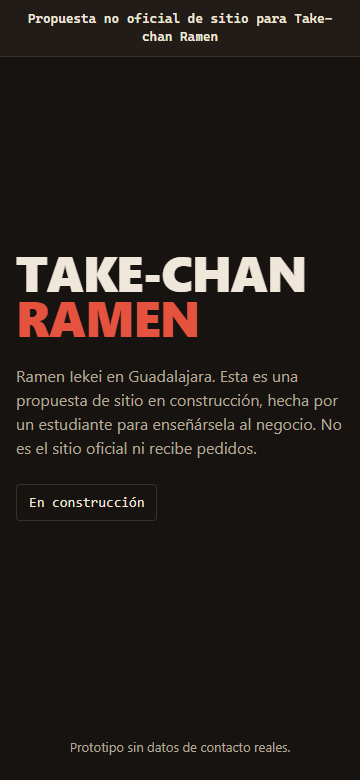 Propuesta no oficial de sitio para Take-
chan Ramen
TAKE-CHAN
RAMEN
Ramen Iekei en Guadalajara. Esta es una
propuesta de sitio en construcción, hecha por
un estudiante para enseñársela al negocio. No
es el sitio oficial ni recibe pedidos.
En construcción
Prototipo sin datos de contacto reales.